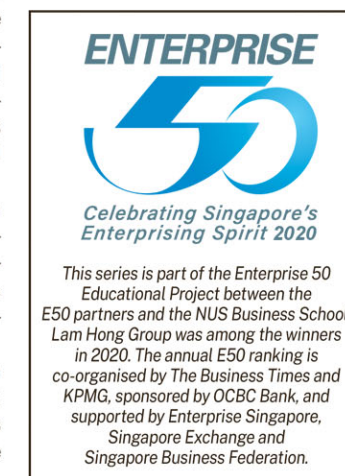 ENTERPRISE
50
Celebrating Singapore's
Enterprising Spirit 2020
This series is part of the Enterprise 50
Educational Project between the
E50 partners and the NUS Business School
Lam Hong Group was among the winners
in 2020. The annual E50 ranking is
co-organised by The Business Times and
KPMG, sponsored by OCBC Bank, and
supported by Enterprise Singapore,
Singapore Exchange and
Singapore Business Federation.